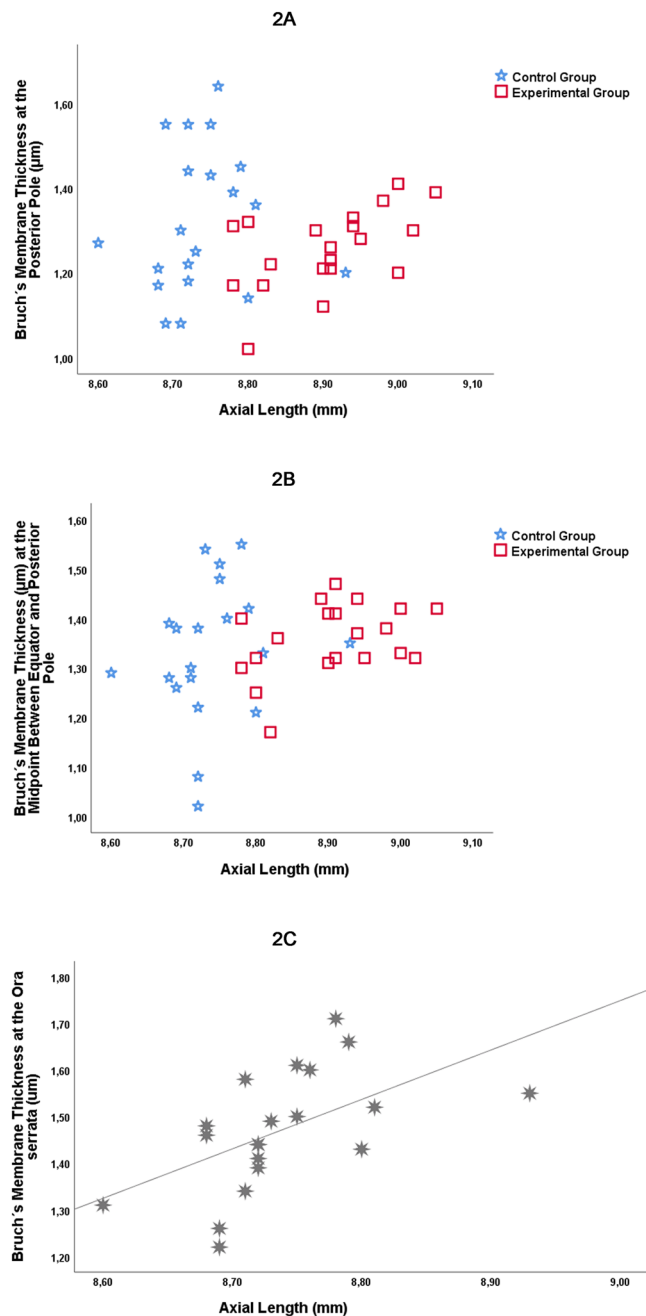 2A
Bruch´s Membrane Thickness at the
Posterior Pole (µm)
1,60
1,40
1,20
1,00
8,60 8,70 8,80 8,90 9,00 9,10
Axial Length (mm)
Control Group
Experimental Group
2B
Bruch´s Membrane Thickness (µm) at the
Midpoint Between Equator and Posterior
Pole
1,60
1,50
1,40
1,30
1,20
1,10
1,00
8,60 8,70 8,80 8,90 9,00 9,10
Axial Length (mm)
Control Group
Experimental Group
2C
Bruch´s Membrane Thickness at the Ora
serrata (um)
1,80
1,70
1,60
1,50
1,40
1,30
1,20
8,60 8,70 8,80 8,90 9,00
Axial Length (mm)